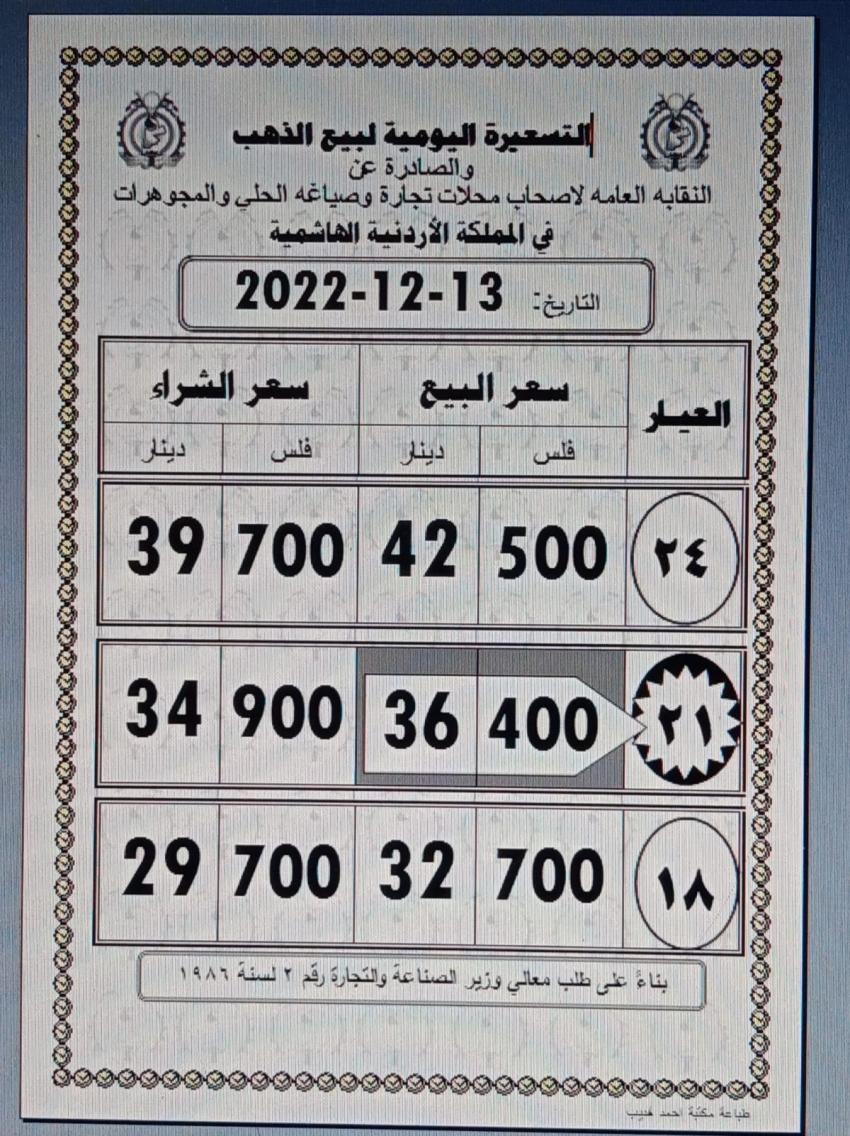 التسعيرة اليومية لبيع الذهب
والصادرة عن
النقابه العامه لاصحاب محلات تجارة وصياغه الحلي والمجوهرات
في المملكة الأردنية الهاشمية
التاريخ: 13-12-2022
العيار سعر البيع سعر الشراء
فلس دينار فلس دينار
٢٤ 500 42 700 39
٢١ 400 36 900 34
١٨ 700 32 700 29
بناءً على طلب معالي وزير الصناعة والتجارة رقم ٢ لسنة ١٩٨٦
طباعة مكتبة احمد